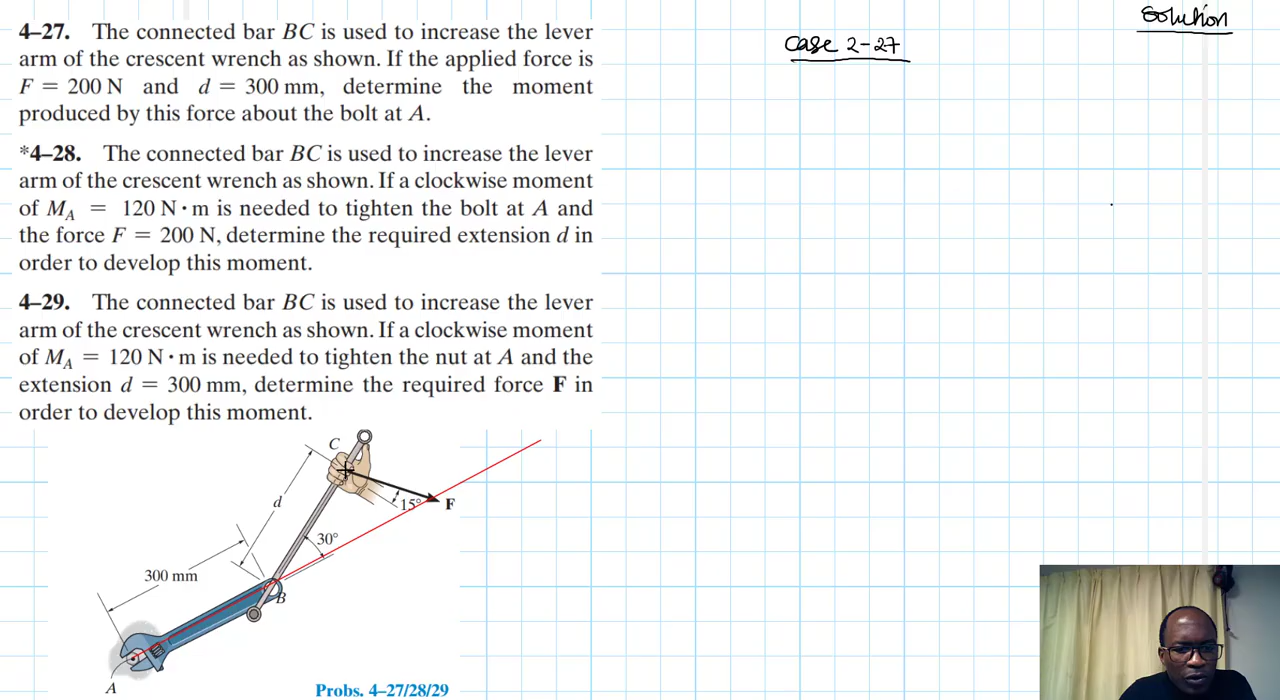 4–27. The connected bar BC is used to increase the lever
arm of the crescent wrench as shown. If the applied force is
F = 200 N and d = 300 mm, determine the moment
produced by this force about the bolt at A.
*4–28. The connected bar BC is used to increase the lever
arm of the crescent wrench as shown. If a clockwise moment
of M_A = 120 N · m is needed to tighten the bolt at A and
the force F = 200 N, determine the required extension d in
order to develop this moment.
4–29. The connected bar BC is used to increase the lever
arm of the crescent wrench as shown. If a clockwise moment
of M_A = 120 N · m is needed to tighten the nut at A and the
extension d = 300 mm, determine the required force F in
order to develop this moment.
C
d
15°
F
30°
300 mm
B
A
Probs. 4–27/28/29
Solution
Case 2-27